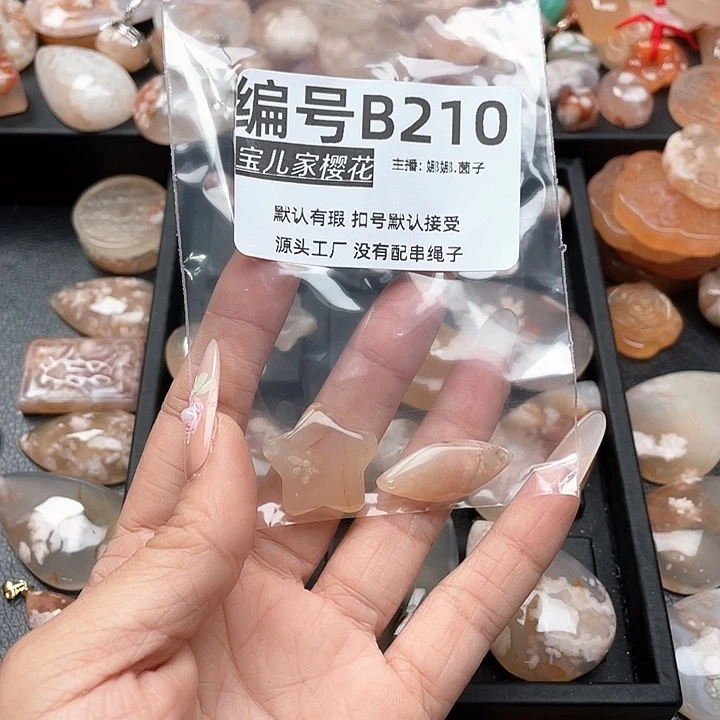 编号B210
宝儿家樱花 主播: 娜娜.茵子
默认有瑕 扣号默认接受
源头工厂 没有配串绳子